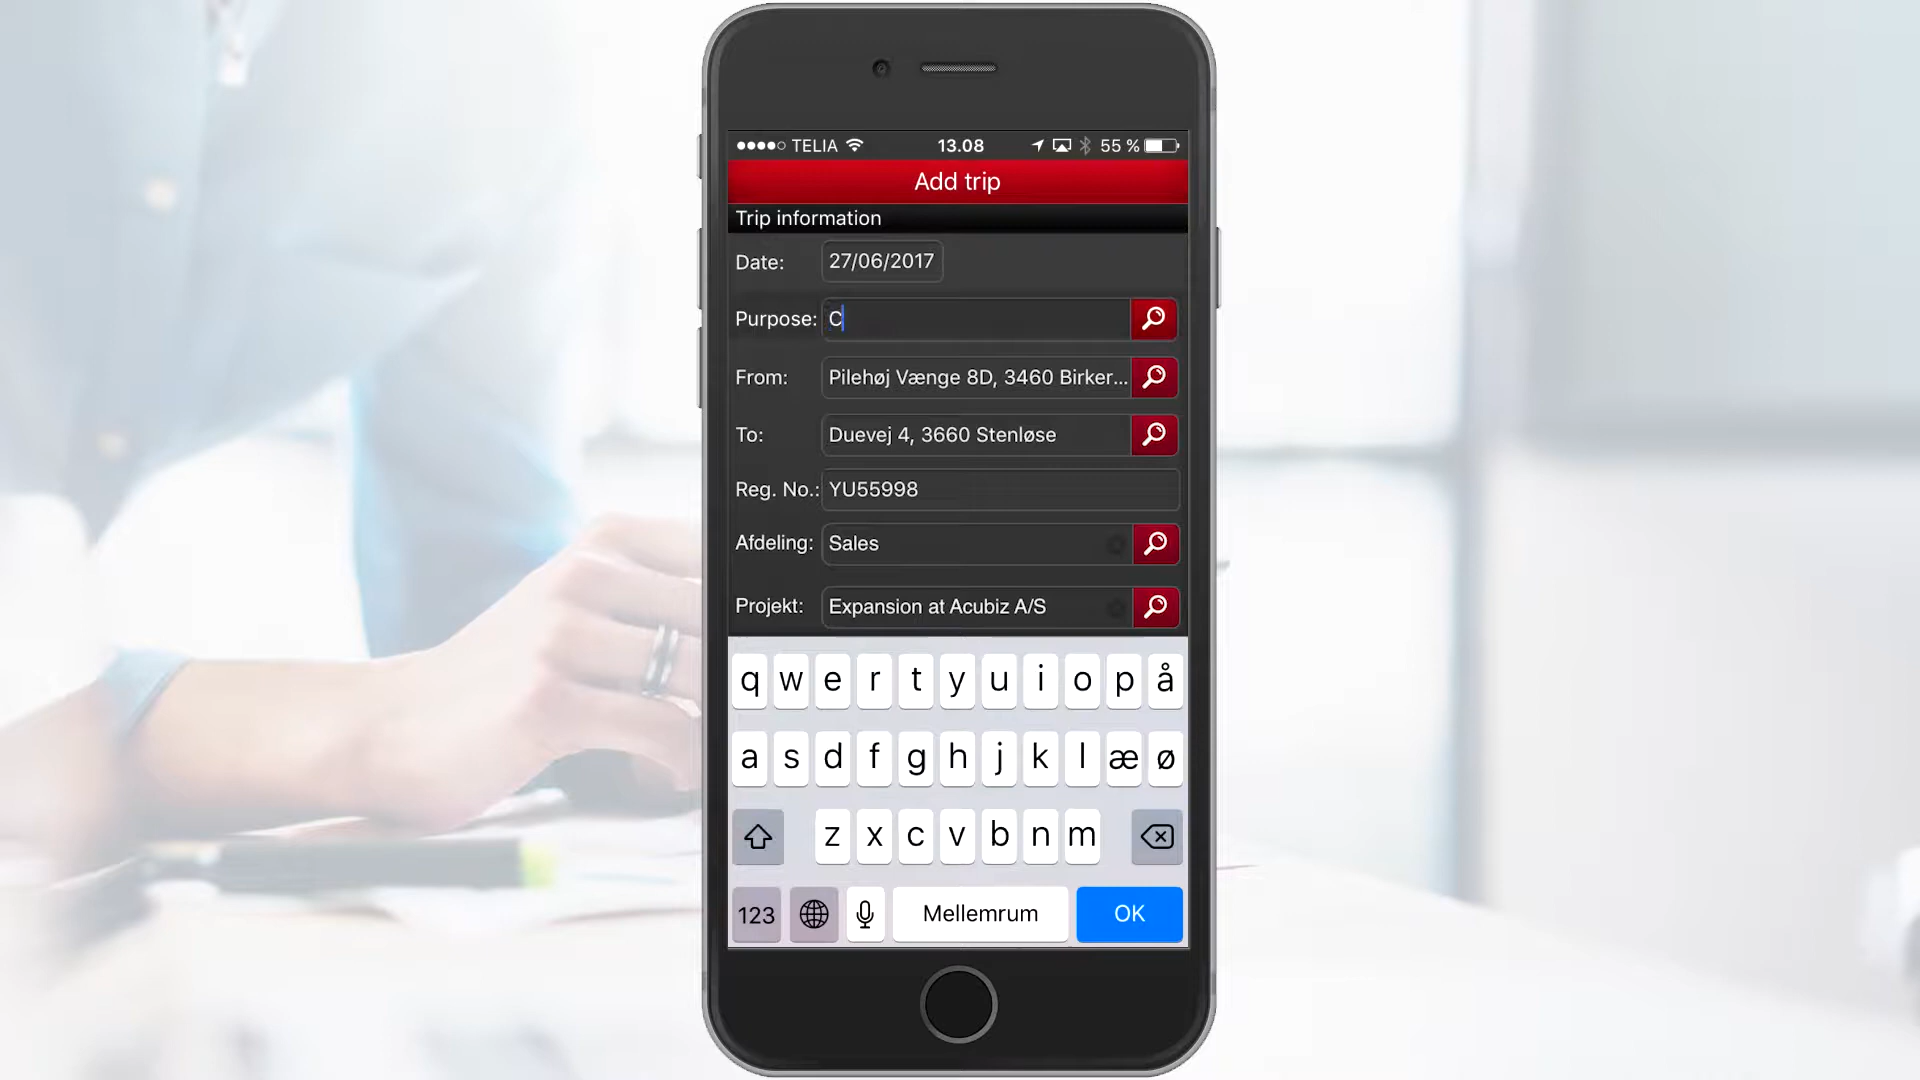 TELIA 13.08 55 %
Add trip
Trip information
Date: 27/06/2017
Purpose: C
From: Pilehøj Vænge 8D, 3460 Birker...
To: Duevej 4, 3660 Stenløse
Reg. No.: YU55998
Afdeling: Sales
Projekt: Expansion at Acubiz A/S
q w e r t y u i o p å
a s d f g h j k l æ ø
z x c v b n m
123 Mellemrum OK